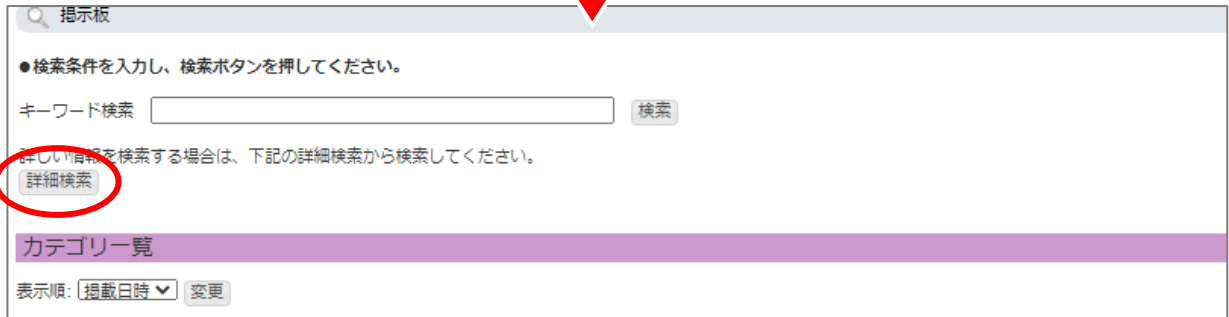 掲示板
●検索条件を入力し、検索ボタンを押してください。
キーワード検索 検索
詳しい情報を検索する場合は、下記の詳細検索から検索してください。
詳細検索
カテゴリ一覧
表示順: 掲載日時 変更